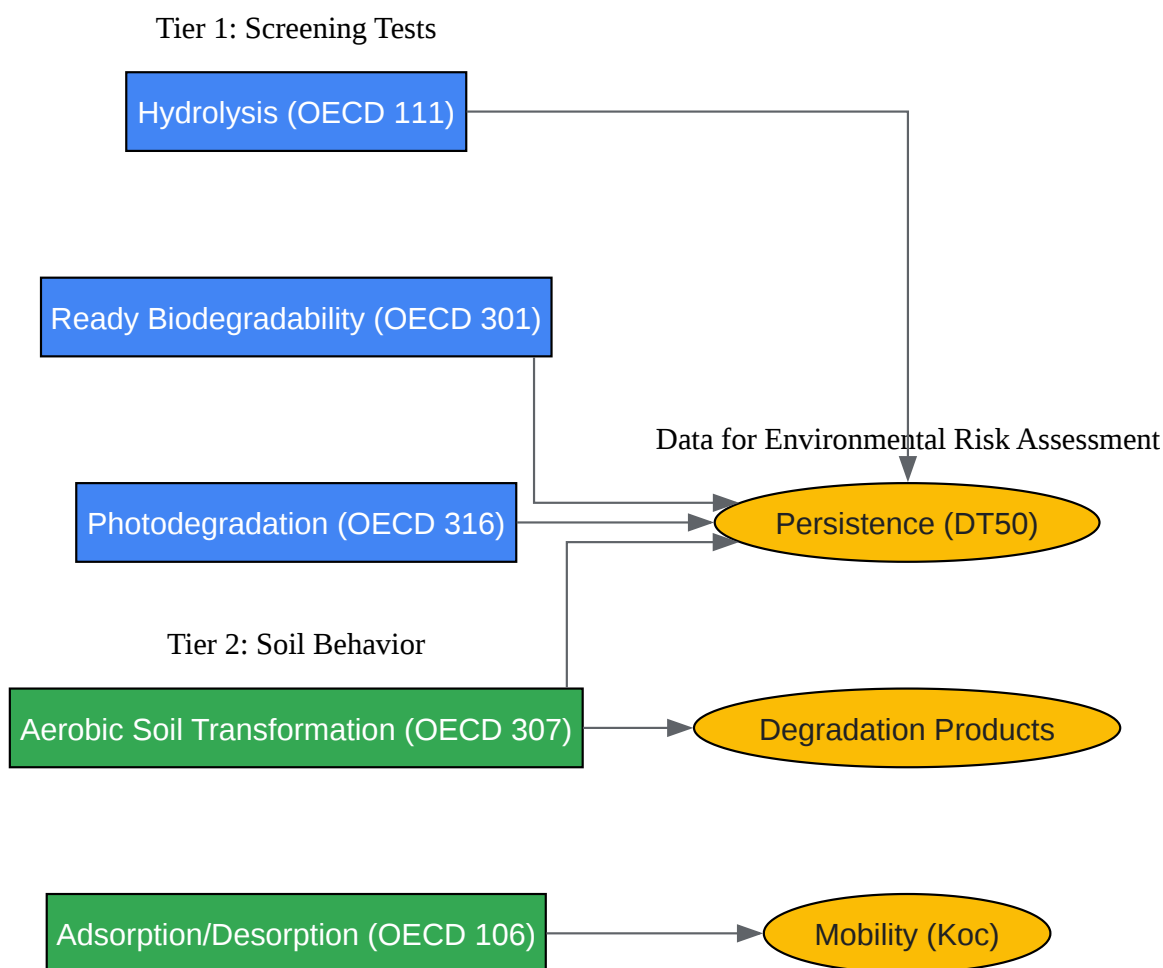 Tier 1: Screening Tests
Hydrolysis (OECD 111)
Ready Biodegradability (OECD 301)
Data for Environmental Risk Assessment
Photodegradation (OECD 316)
Persistence (DT50)
Tier 2: Soil Behavior
Aerobic Soil Transformation (OECD 307)
Degradation Products
Adsorption/Desorption (OECD 106)
Mobility (Koc)